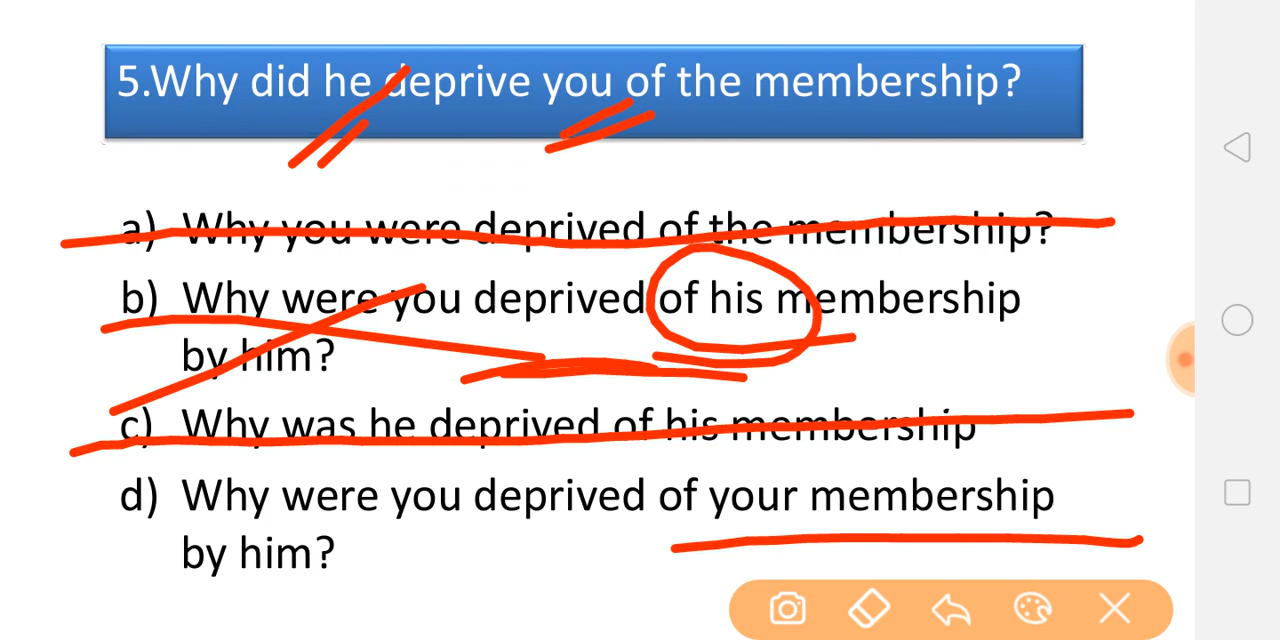 5.Why did he deprive you of the membership?
a) Why you were deprived of the membership?
b) Why were you deprived of his membership
by him?
c) Why was he deprived of his membership
d) Why were you deprived of your membership
by him?